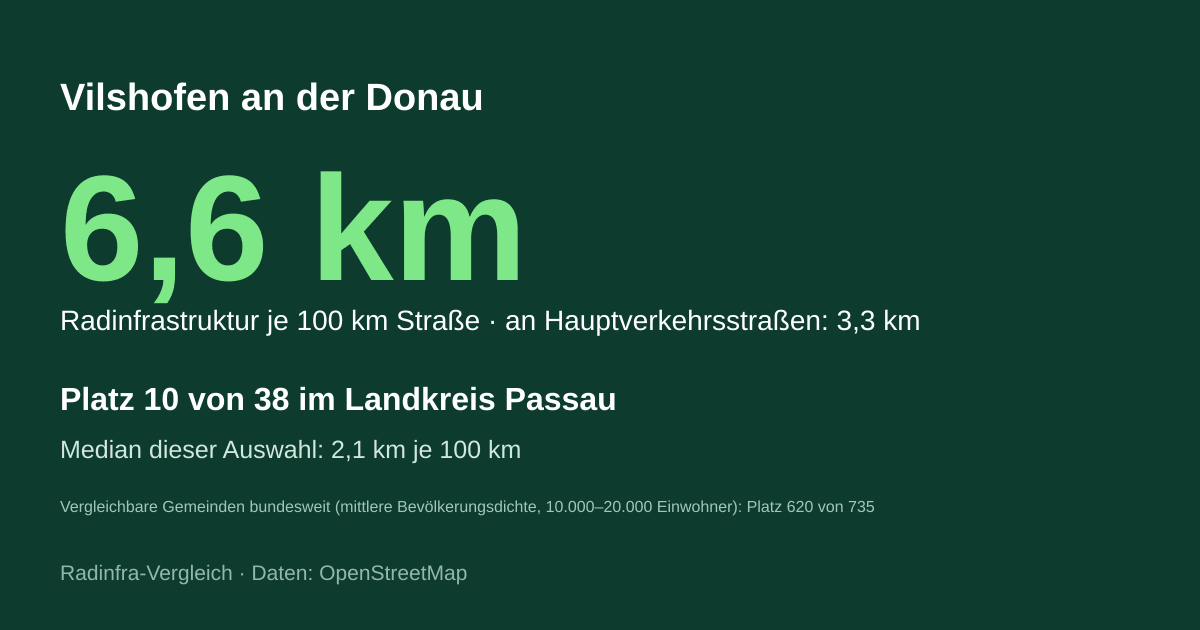 Vilshofen an der Donau
6,6 km
Radinfrastruktur je 100 km Straße · an Hauptverkehrsstraßen: 3,3 km
Platz 10 von 38 im Landkreis Passau
Median dieser Auswahl: 2,1 km je 100 km
Vergleichbare Gemeinden bundesweit (mittlere Bevölkerungsdichte, 10.000–20.000 Einwohner): Platz 620 von 735
Radinfra-Vergleich · Daten: OpenStreetMap